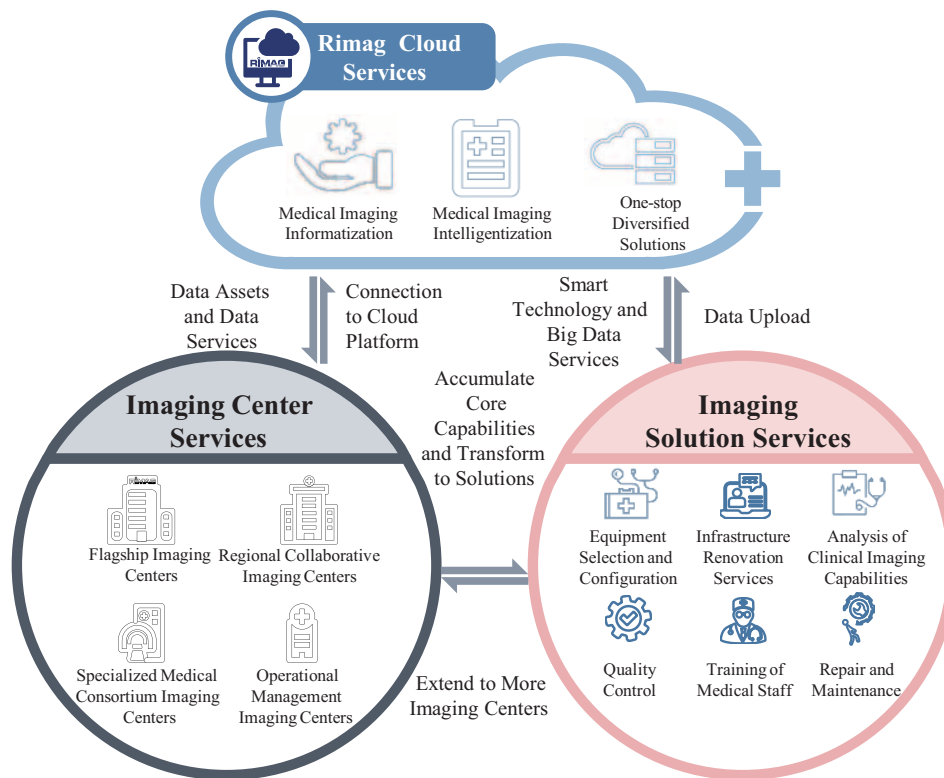 Rimag Cloud
Services
RIMAG
Medical Imaging
Informatization
Medical Imaging
Intelligentization
One-stop
Diversified
Solutions
Data Assets
and Data
Services
Connection
to Cloud
Platform
Smart
Technology and
Big Data
Services
Data Upload
Accumulate
Core
Capabilities
and Transform
to Solutions
Imaging Center
Services
RIMAG
Flagship Imaging
Centers
Regional Collaborative
Imaging Centers
Specialized Medical
Consortium Imaging
Centers
Operational
Management
Imaging Centers
Imaging
Solution Services
Equipment
Selection and
Configuration
Infrastructure
Renovation
Services
Analysis of
Clinical Imaging
Capabilities
Quality
Control
Training of
Medical Staff
Repair and
Maintenance
Extend to More
Imaging Centers